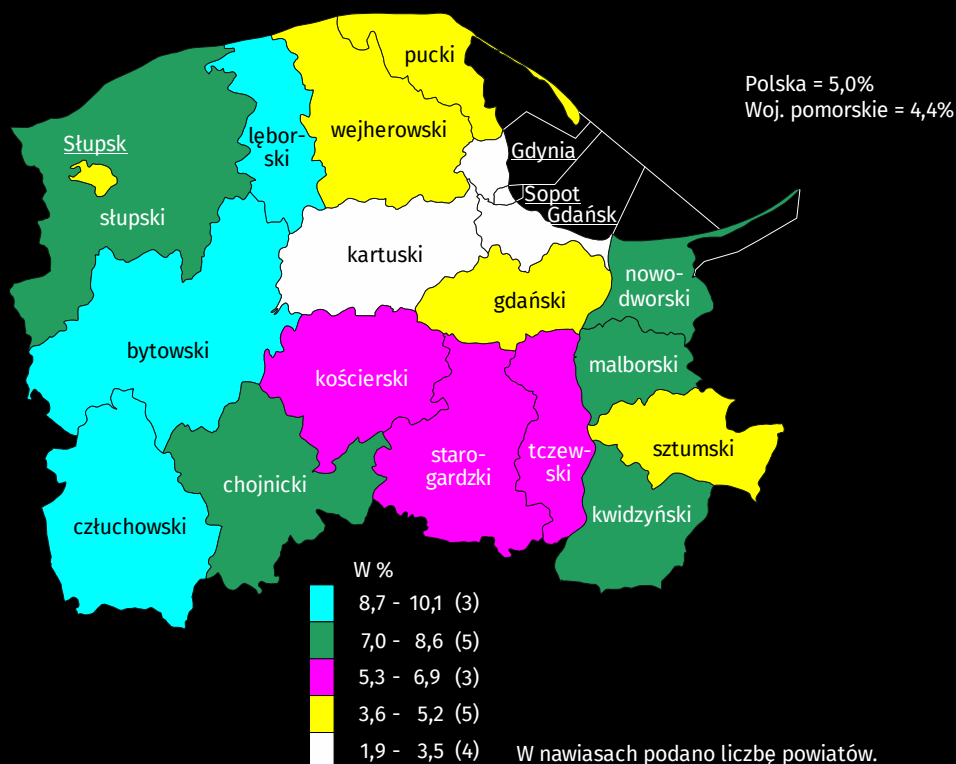 pucki
Polska = 5,0%
Woj. pomorskie = 4,4%
wejherowski
lębor-
ski
Słupsk
Gdynia
Sopot
Gdańsk
słupski
kartuski
nowo-
dworski
gdański
bytowski
malborski
kościerski
sztumski
staro-
gardzki
tczew-
ski
chojnicki
kwidzyński
człuchowski
W %
8,7 - 10,1 (3)
7,0 - 8,6 (5)
5,3 - 6,9 (3)
3,6 - 5,2 (5)
1,9 - 3,5 (4)
W nawiasach podano liczbę powiatów.